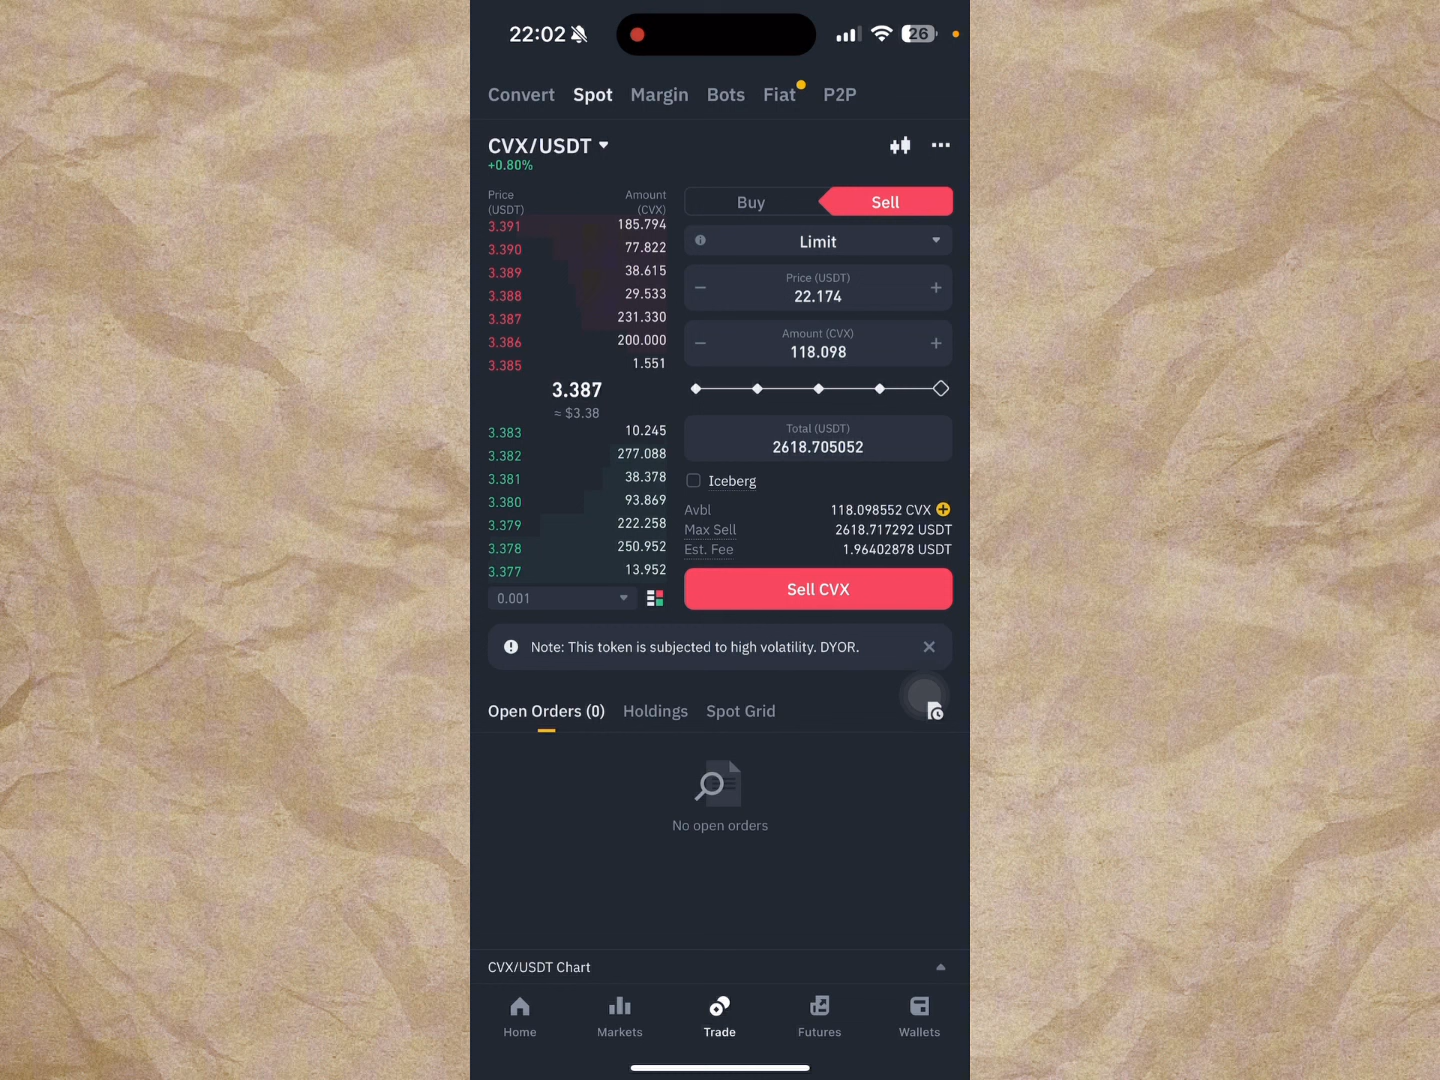 22:02
26
Convert Spot Margin Bots Fiat P2P
CVX/USDT
+0.80%
Price Amount
(USDT) (CVX)
3.391 185.794
3.390 77.822
3.389 38.615
3.388 29.533
3.387 231.330
3.386 200.000
3.385 1.551
3.387
≈ $3.38
3.383 10.245
3.382 277.088
3.381 38.378
3.380 93.869
3.379 222.258
3.378 250.952
3.377 13.952
0.001
Buy Sell
Limit
Price (USDT)
− 22.174 +
Amount (CVX)
− 118.098 +
Total (USDT)
2618.705052
Iceberg
Avbl 118.098552 CVX
Max Sell 2618.717292 USDT
Est. Fee 1.96402878 USDT
Sell CVX
Note: This token is subjected to high volatility. DYOR.
Open Orders (0) Holdings Spot Grid
No open orders
CVX/USDT Chart
Home Markets Trade Futures Wallets